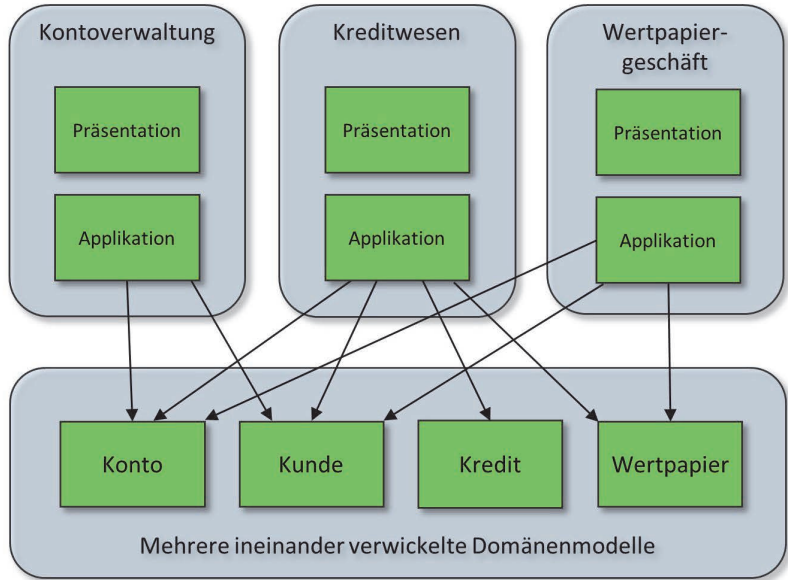 Kontoverwaltung
Präsentation
Applikation
Kreditwesen
Präsentation
Applikation
Wertpapier-
geschäft
Präsentation
Applikation
Konto
Kunde
Kredit
Wertpapier
Mehrere ineinander verwickelte Domänenmodelle